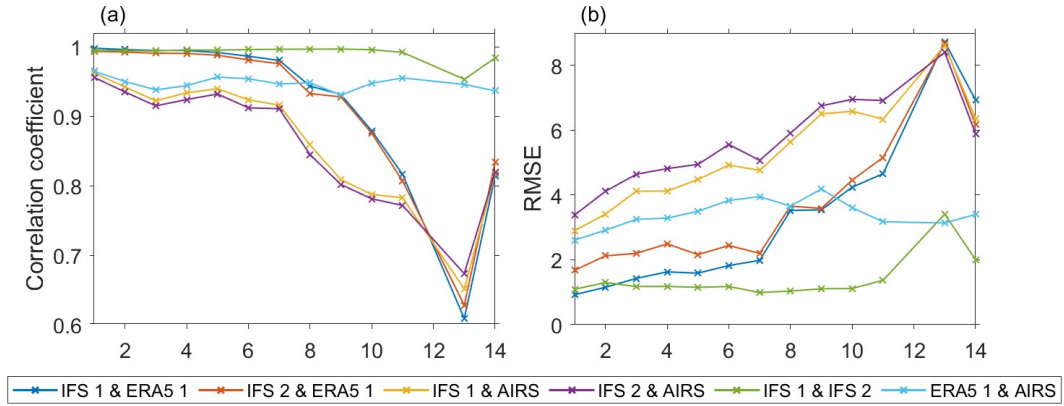 (a)
Correlation coefficient
1
0.9
0.8
0.7
0.6
2 4 6 8 10 12 14
(b)
RMSE
8
6
4
2
0
2 4 6 8 10 12 14
IFS 1 & ERA5 1 IFS 2 & ERA5 1 IFS 1 & AIRS IFS 2 & AIRS IFS 1 & IFS 2 ERA5 1 & AIRS